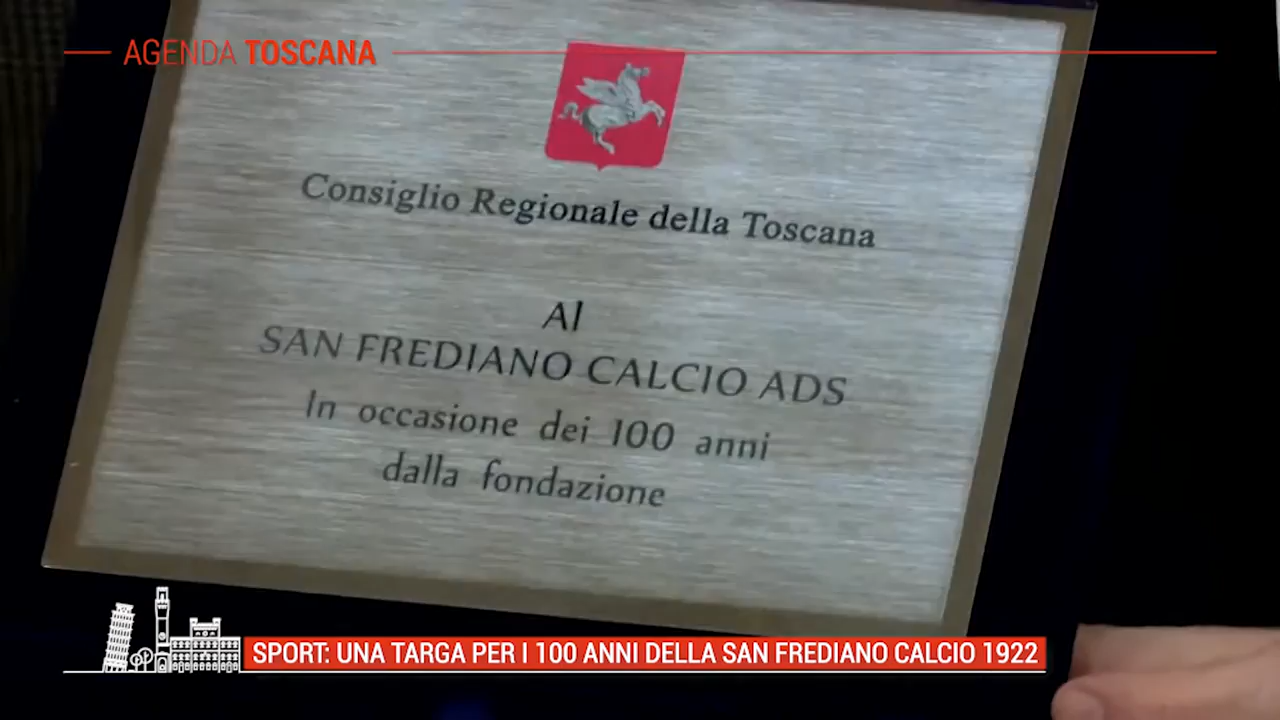 AGENDA TOSCANA
Consiglio Regionale della Toscana
Al
SAN FREDIANO CALCIO ADS
In occasione dei 100 anni
dalla fondazione
SPORT: UNA TARGA PER I 100 ANNI DELLA SAN FREDIANO CALCIO 1922